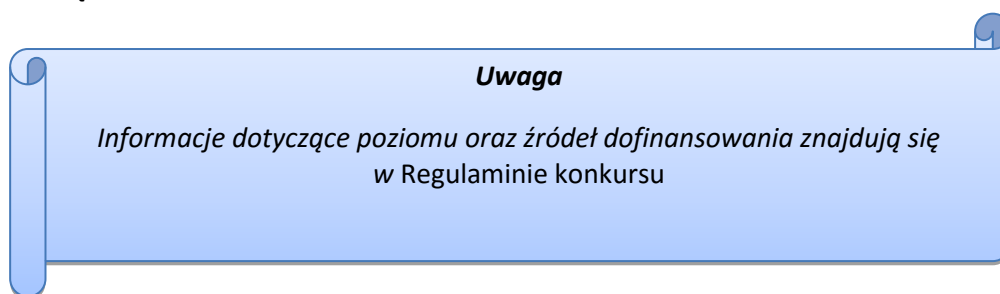 Uwaga
Informacje dotyczące poziomu oraz źródeł dofinansowania znajdują się
w Regulaminie konkursu